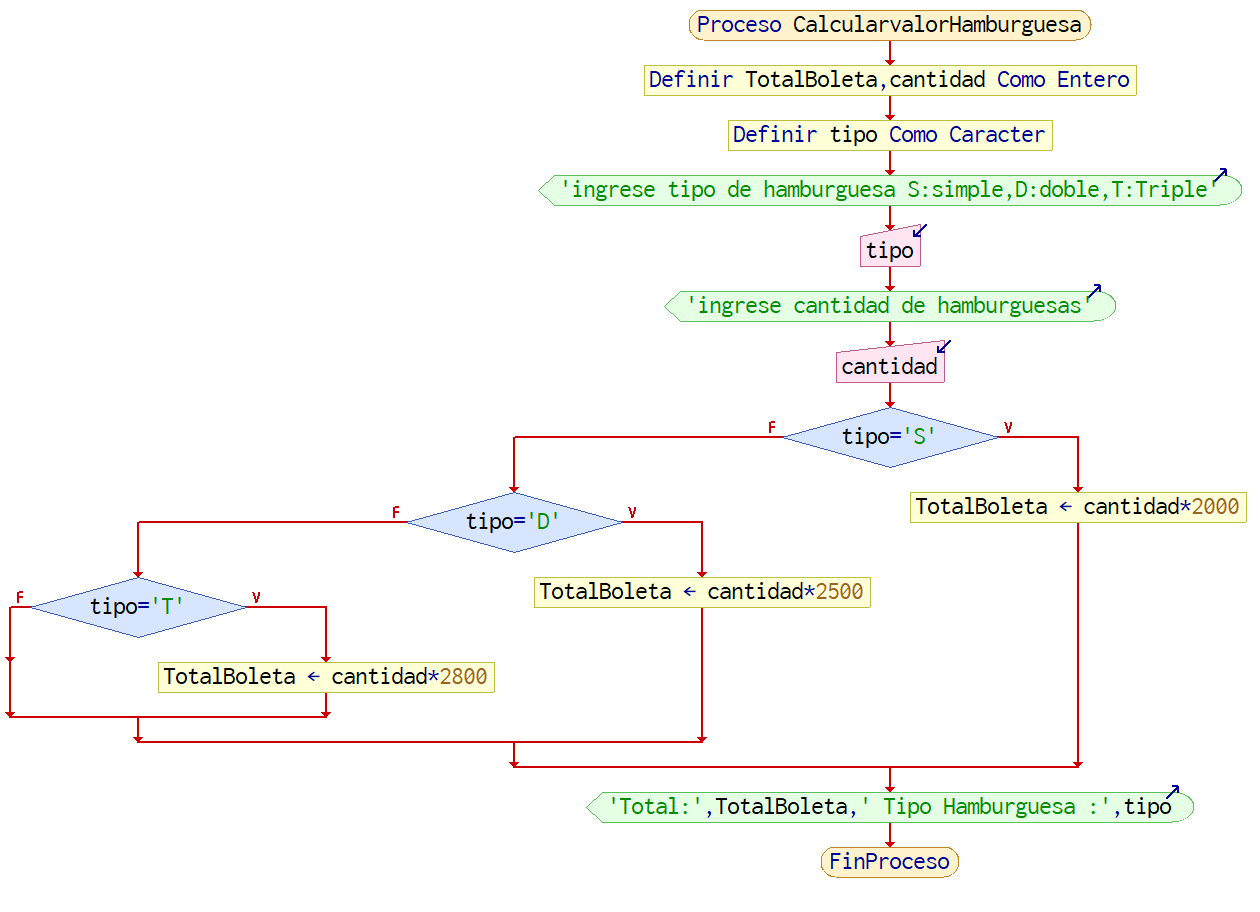 Proceso CalcularvalorHamburguesa
Definir TotalBoleta,cantidad Como Entero
Definir tipo Como Caracter
'ingrese tipo de hamburguesa S:simple,D:doble,T:Triple'
tipo
'ingrese cantidad de hamburguesas'
cantidad
F
tipo='S'
V
TotalBoleta ← cantidad*2000
F
tipo='D'
V
TotalBoleta ← cantidad*2500
F
tipo='T'
V
TotalBoleta ← cantidad*2800
'Total:',TotalBoleta,' Tipo Hamburguesa :',tipo
FinProceso